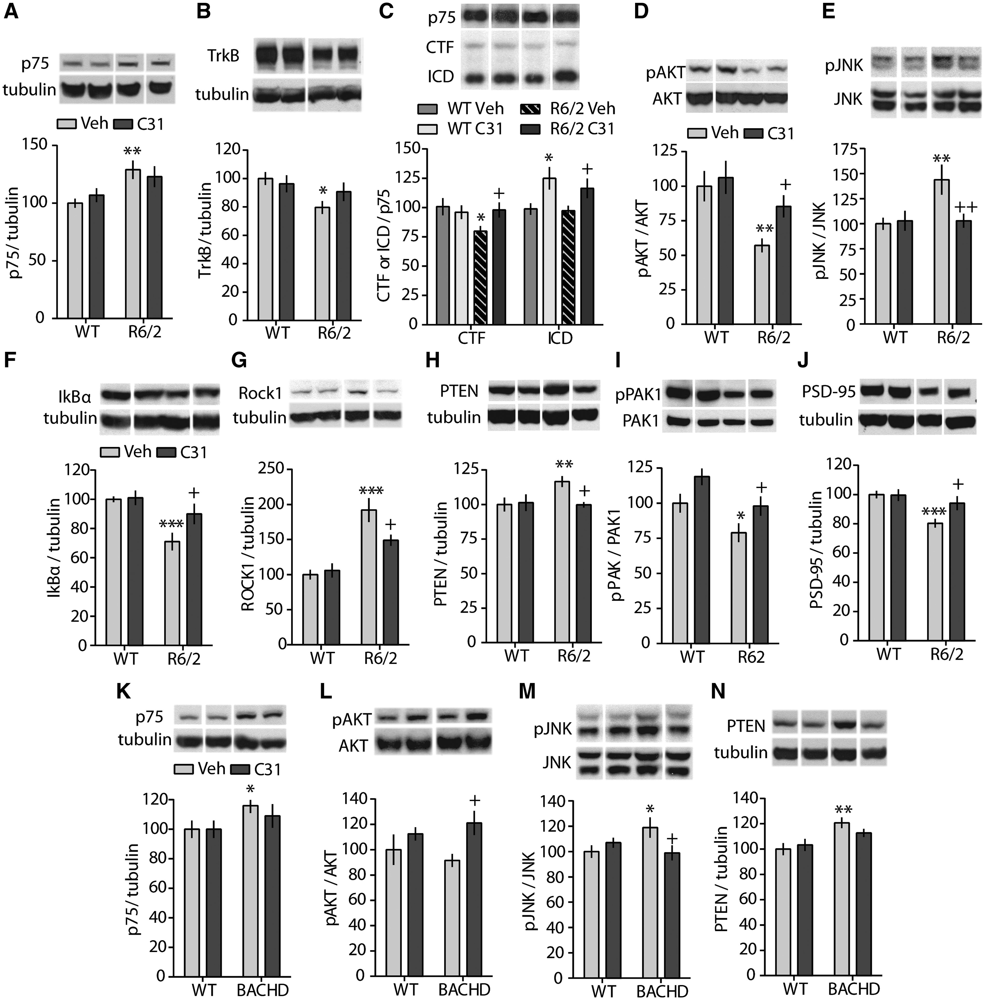 A
p75
tubulin
Veh C31
**
150
100
50
0
p75/ tubulin
WT R6/2
B
TrkB
tubulin
*
120
100
80
60
40
20
0
TrkB/ tubulin
WT R6/2
C
p75
CTF
ICD
WT Veh R6/2 Veh
WT C31 R6/2 C31
* + * +
150
125
100
75
50
25
0
CTF or ICD / p75
CTF ICD
D
pAKT
AKT
Veh C31
** +
125
100
75
50
25
0
pAKT / AKT
WT R6/2
E
pJNK
JNK
** ++
175
150
125
100
75
50
25
0
pJNK / JNK
WT R6/2
F
IkBα
tubulin
Veh C31
*** +
120
100
80
60
40
20
0
IkBα / tubulin
WT R6/2
G
Rock1
tubulin
*** +
250
200
150
100
50
0
ROCK1 / tubulin
WT R6/2
H
PTEN
tubulin
** +
125
100
75
50
25
0
PTEN / tubulin
WT R6/2
I
pPAK1
PAK1
* +
125
100
75
50
25
0
pPAK / PAK1
WT R62
J
PSD-95
tubulin
*** +
120
100
80
60
40
20
0
PSD-95 / tubulin
WT R6/2
K
p75
tubulin
Veh C31
*
120
100
80
60
40
20
0
p75/ tubulin
WT BACHD
L
pAKT
AKT
+
140
120
100
80
60
40
20
0
pAKT / AKT
WT BACHD
M
pJNK
JNK
* +
140
120
100
80
60
40
20
0
pJNK / JNK
WT BACHD
N
PTEN
tubulin
**
140
120
100
80
60
40
20
0
PTEN / tubulin
WT BACHD